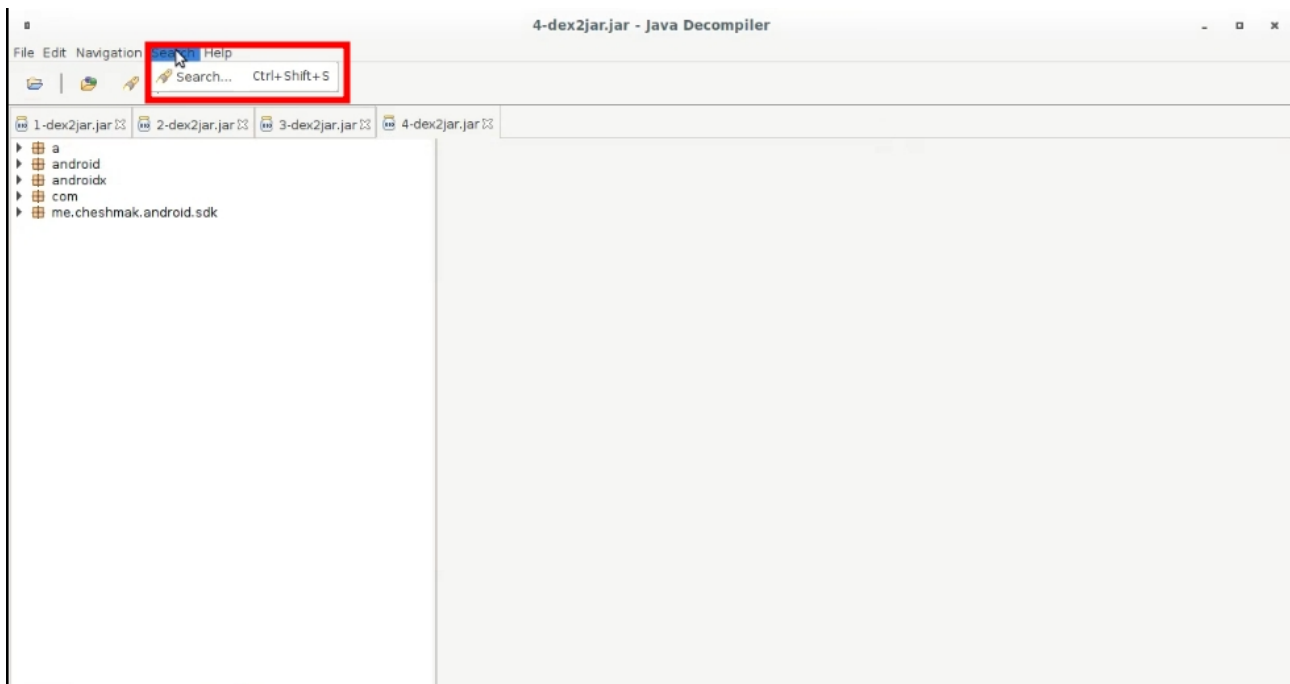 4-dex2jar.jar - Java Decompiler
File Edit Navigation Search Help
Search... Ctrl+Shift+S
1-dex2jar.jar 2-dex2jar.jar 3-dex2jar.jar 4-dex2jar.jar
a
android
androidx
com
me.cheshmak.android.sdk